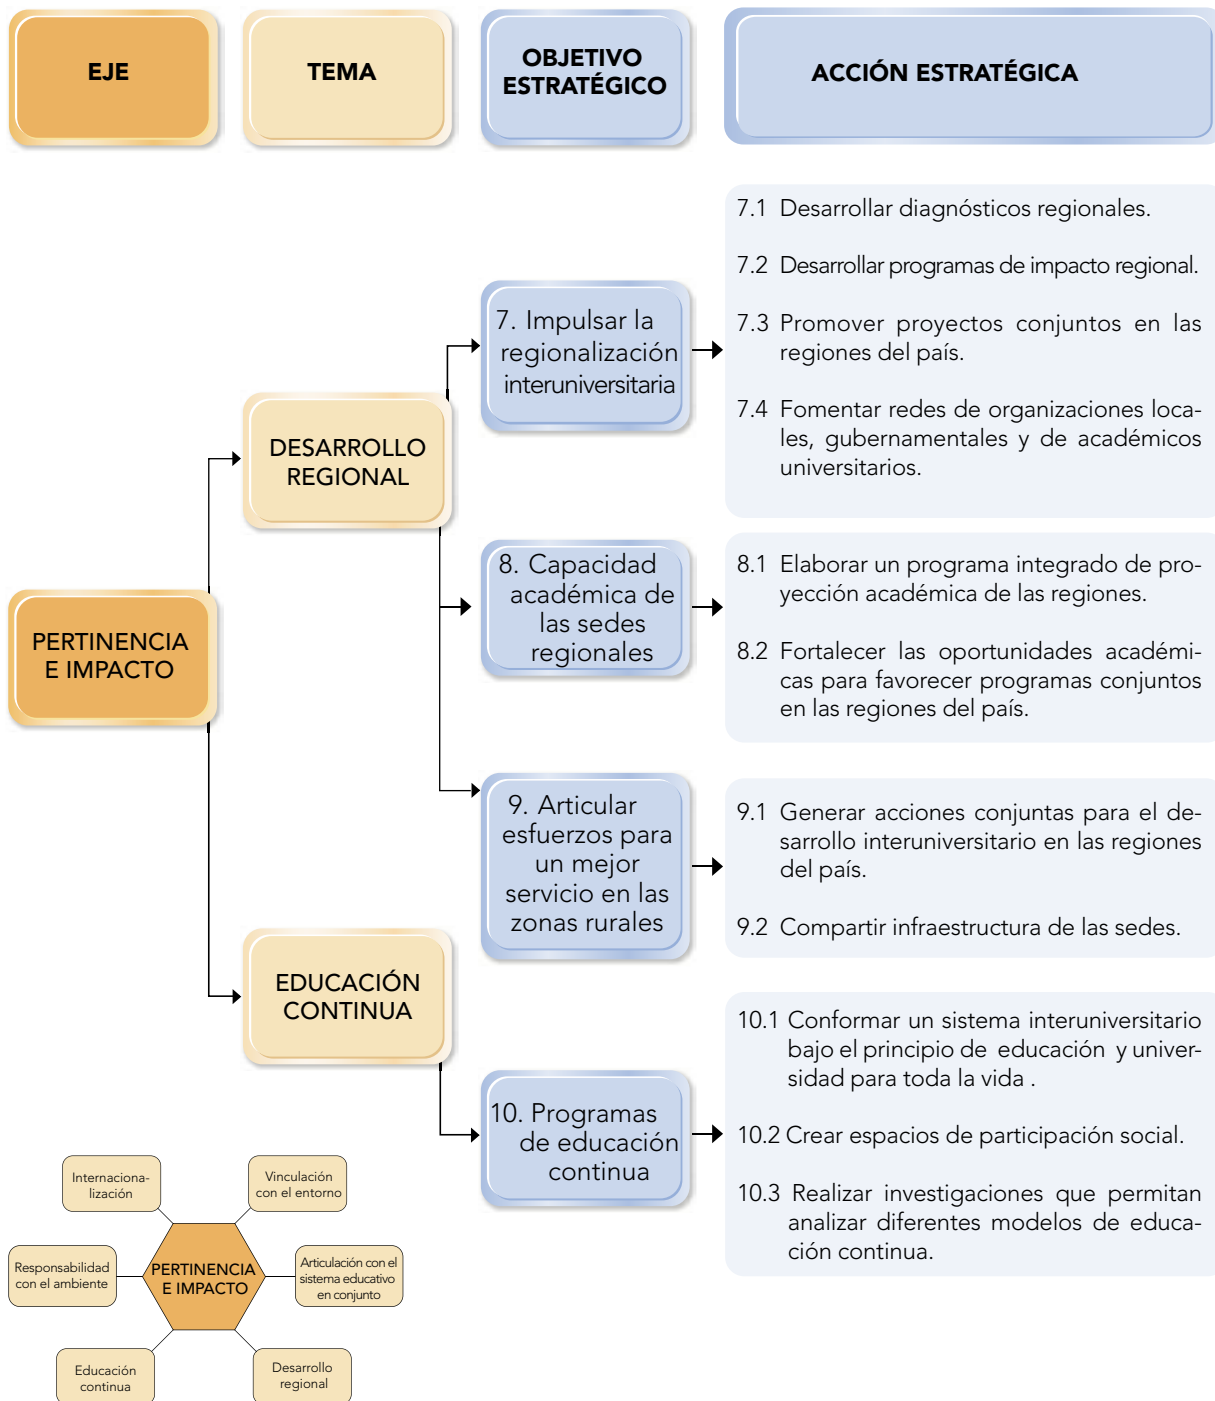 EJE
TEMA
OBJETIVO
ESTRATÉGICO
ACCIÓN ESTRATÉGICA
PERTINENCIA
E IMPACTO
DESARROLLO
REGIONAL
7. Impulsar la
regionalización
interuniversitaria
7.1 Desarrollar diagnósticos regionales.
7.2 Desarrollar programas de impacto regional.
7.3 Promover proyectos conjuntos en las
regiones del país.
7.4 Fomentar redes de organizaciones loca-
les, gubernamentales y de académicos
universitarios.
8. Capacidad
académica de
las sedes
regionales
8.1 Elaborar un programa integrado de pro-
yección académica de las regiones.
8.2 Fortalecer las oportunidades académi-
cas para favorecer programas conjuntos
en las regiones del país.
9. Articular
esfuerzos para
un mejor
servicio en las
zonas rurales
9.1 Generar acciones conjuntas para el de-
sarrollo interuniversitario en las regiones
del país.
9.2 Compartir infraestructura de las sedes.
EDUCACIÓN
CONTINUA
10. Programas
de educación
continua
10.1 Conformar un sistema interuniversitario
bajo el principio de educación y univer-
sidad para toda la vida .
10.2 Crear espacios de participación social.
10.3 Realizar investigaciones que permitan
analizar diferentes modelos de educa-
ción continua.
Internaciona-
lización
Vinculación
con el entorno
Responsabilidad
con el ambiente
PERTINENCIA
E IMPACTO
Articulación con el
sistema educativo
en conjunto
Educación
continua
Desarrollo
regional